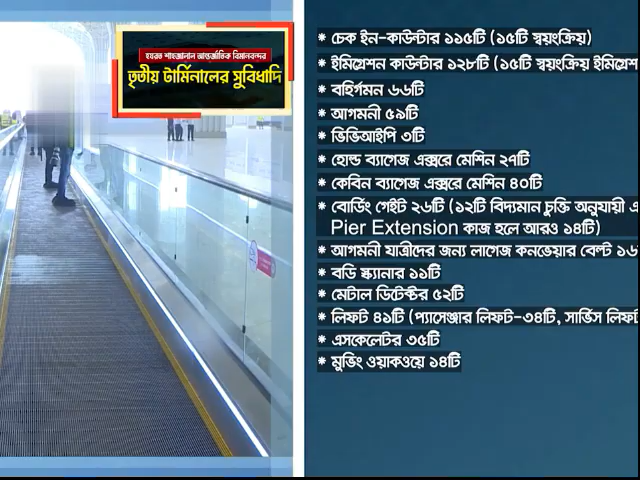 হযরত শাহজালাল আন্তর্জাতিক বিমানবন্দর
তৃতীয় টার্মিনালের সুবিধাদি
* চেক ইন-কাউন্টার ১১৫টি (১৫টি স্বয়ংক্রিয়)
* ইমিগ্রেশন কাউন্টার ১২৮টি (১৫টি স্বয়ংক্রিয় ইমিগ্রেশ
* বহির্গমন ৬৬টি
* আগমনী ৫৯টি
* ভিভিআইপি ৩টি
* হোল্ড ব্যাগেজ এক্সরে মেশিন ২৭টি
* কেবিন ব্যাগেজ এক্সরে মেশিন ৪০টি
* বোর্ডিং গেইট ২৬টি (১২টি বিদ্যমান চুক্তি অনুযায়ী এ
Pier Extension কাজ হলে আরও ১৪টি)
* আগমনী যাত্রীদের জন্য লাগেজ কনভেয়ার বেল্ট ১৬
* বডি স্ক্যানার ১১টি
* মেটাল ডিটেক্টর ৫২টি
* লিফট ৪১টি (প্যাসেঞ্জার লিফট-৩৪টি, সার্ভিস লিফট
* এসকেলেটর ৩৫টি
* মুভিং ওয়াকওয়ে ১৪টি